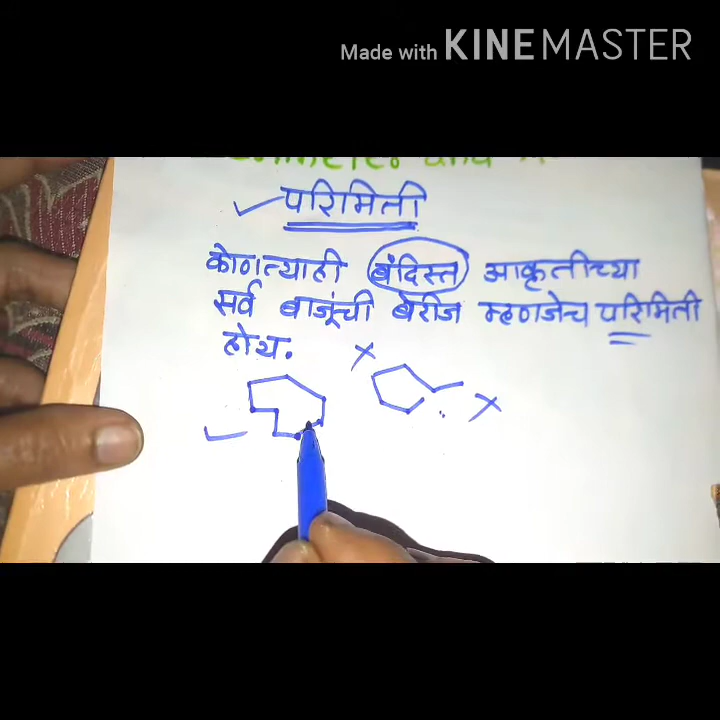 Made with KINEMASTER
परिमिती
कोणत्याही बंदिस्त आकृतीच्या
सर्व बाजूंची बेरीज म्हणजेच परिमिती
होय.